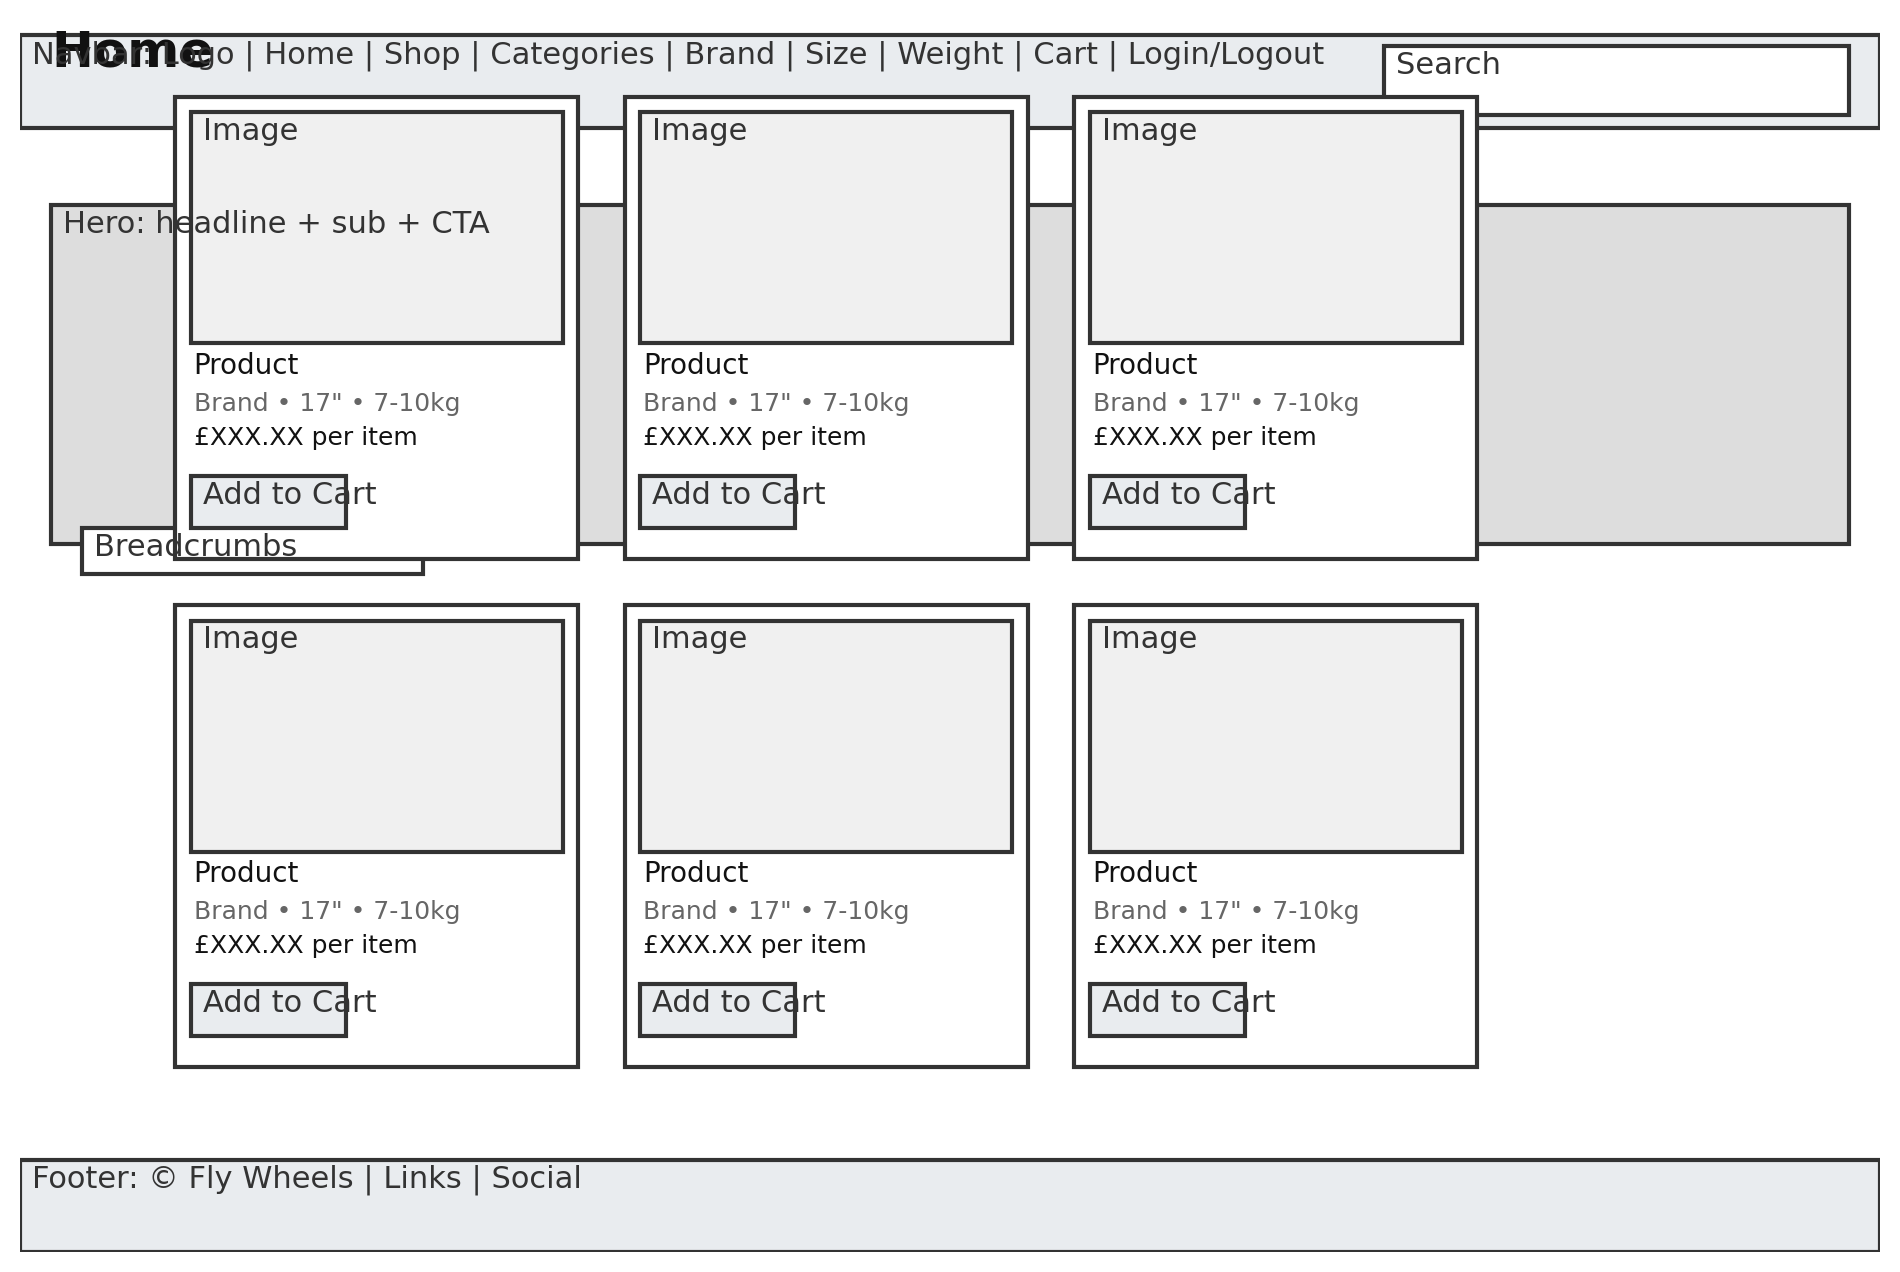 Home
Navbar: Logo | Home | Shop | Categories | Brand | Size | Weight | Cart | Login/Logout
Search
Image
Image
Image
Hero: headline + sub + CTA
Product
Product
Product
Brand • 17" • 7-10kg
Brand • 17" • 7-10kg
Brand • 17" • 7-10kg
£XXX.XX per item
£XXX.XX per item
£XXX.XX per item
Add to Cart
Add to Cart
Add to Cart
Breadcrumbs
Image
Image
Image
Product
Product
Product
Brand • 17" • 7-10kg
Brand • 17" • 7-10kg
Brand • 17" • 7-10kg
£XXX.XX per item
£XXX.XX per item
£XXX.XX per item
Add to Cart
Add to Cart
Add to Cart
Footer: © Fly Wheels | Links | Social